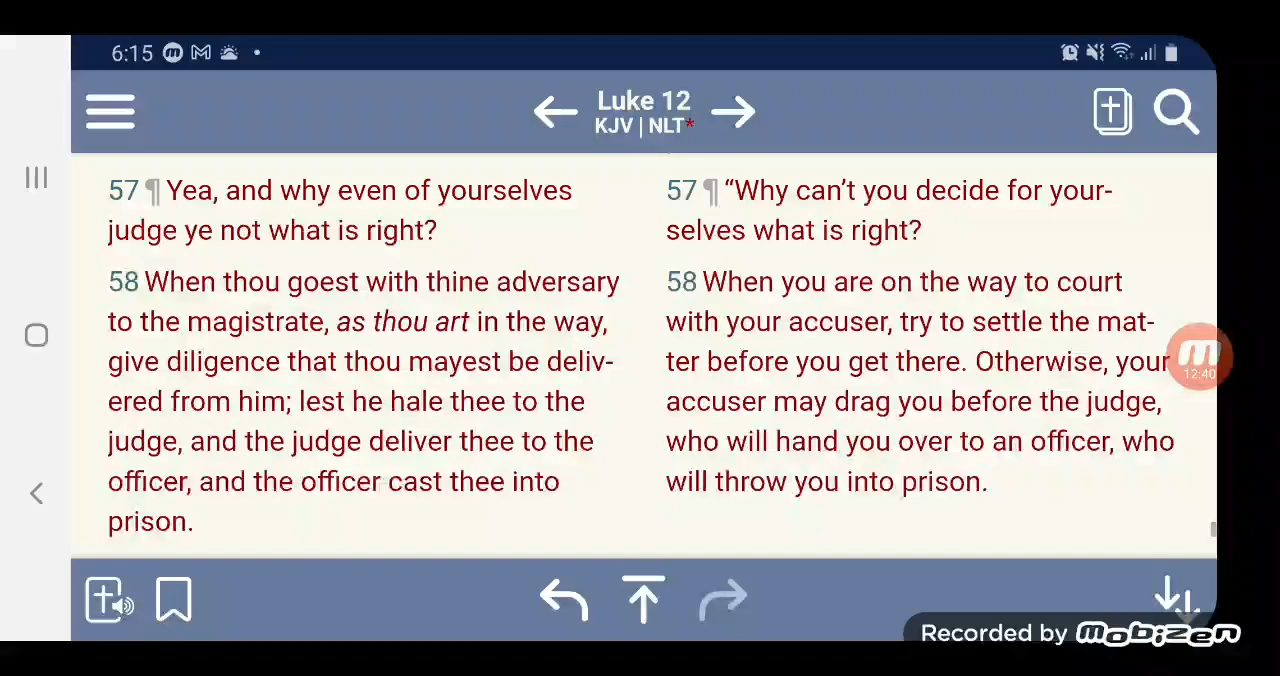 6:15
Luke 12
KJV | NLT*
57 ¶ Yea, and why even of yourselves
judge ye not what is right?
58 When thou goest with thine adversary
to the magistrate, as thou art in the way,
give diligence that thou mayest be deliv-
ered from him; lest he hale thee to the
judge, and the judge deliver thee to the
officer, and the officer cast thee into
prison.
57 ¶ “Why can’t you decide for your-
selves what is right?
58 When you are on the way to court
with your accuser, try to settle the mat-
ter before you get there. Otherwise, your
accuser may drag you before the judge,
who will hand you over to an officer, who
will throw you into prison.
12:40
Recorded by Mobizen